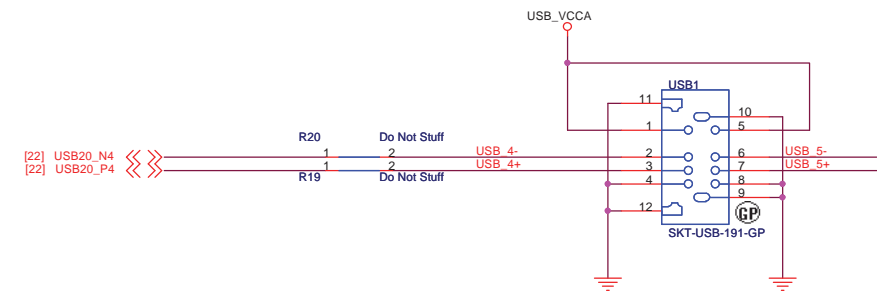 USB_VCCA
USB1
11
10
1
5
R20
Do Not Stuff
[22] USB20_N4
1
2
USB_4-
2
6
USB_5-
[22] USB20_P4
1
2
USB_4+
3
7
USB_5+
R19
Do Not Stuff
4
8
9
12
GP
SKT-USB-191-GP